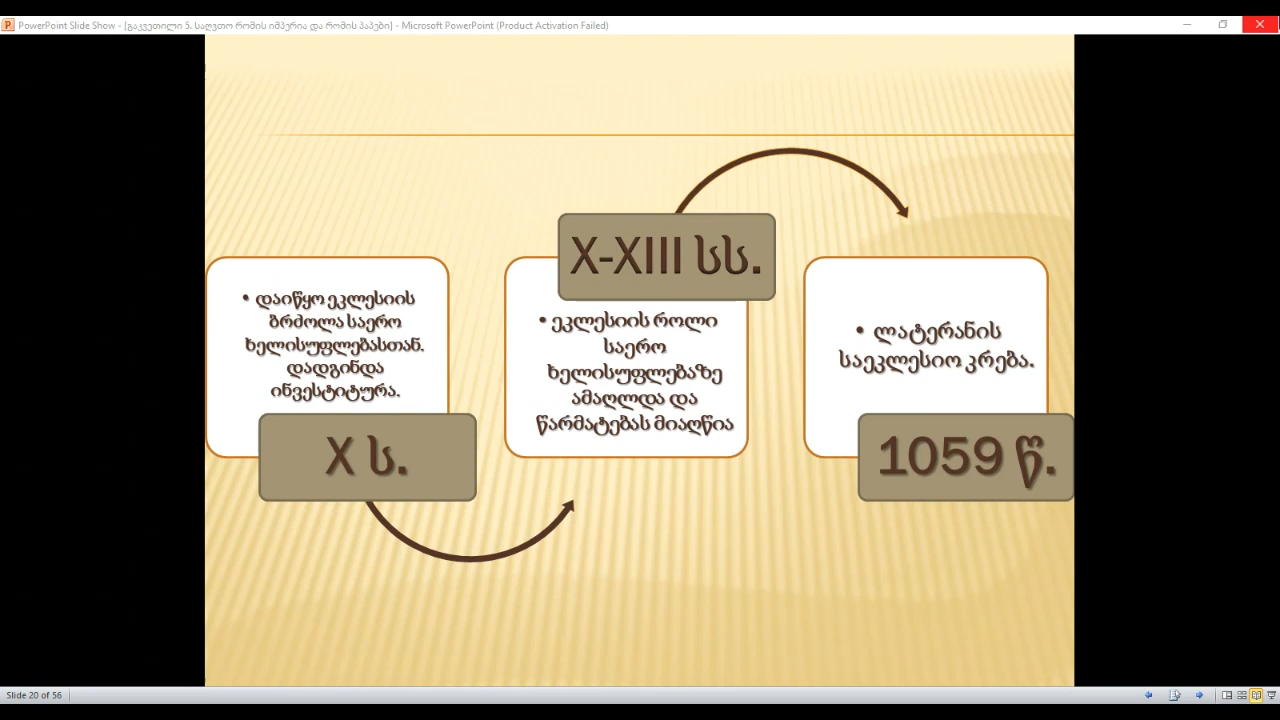 PowerPoint Slide Show - [გაკვეთილი 5. საღვთო რომის იმპერია და რომის პაპები] - Microsoft PowerPoint (Product Activation Failed)
• დაიწყო ეკლესიის
ბრძოლა საერო
ხელისუფლებასთან.
დადგინდა
ინვესტიტურა.
X ს.
X-XIII სს.
• ეკლესიის როლი
საერო
ხელისუფლებაზე
ამაღლდა და
წარმატებას მიაღწია
• ლატერანის
საეკლესიო კრება.
1059 წ.
Slide 20 of 56